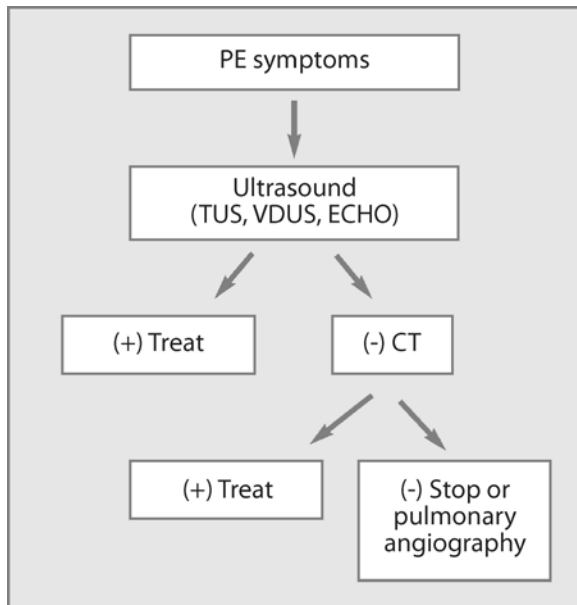 PE symptoms
Ultrasound
(TUS, VDUS, ECHO)
(+) Treat
(-) CT
(+) Treat
(-) Stop or
pulmonary
angiography